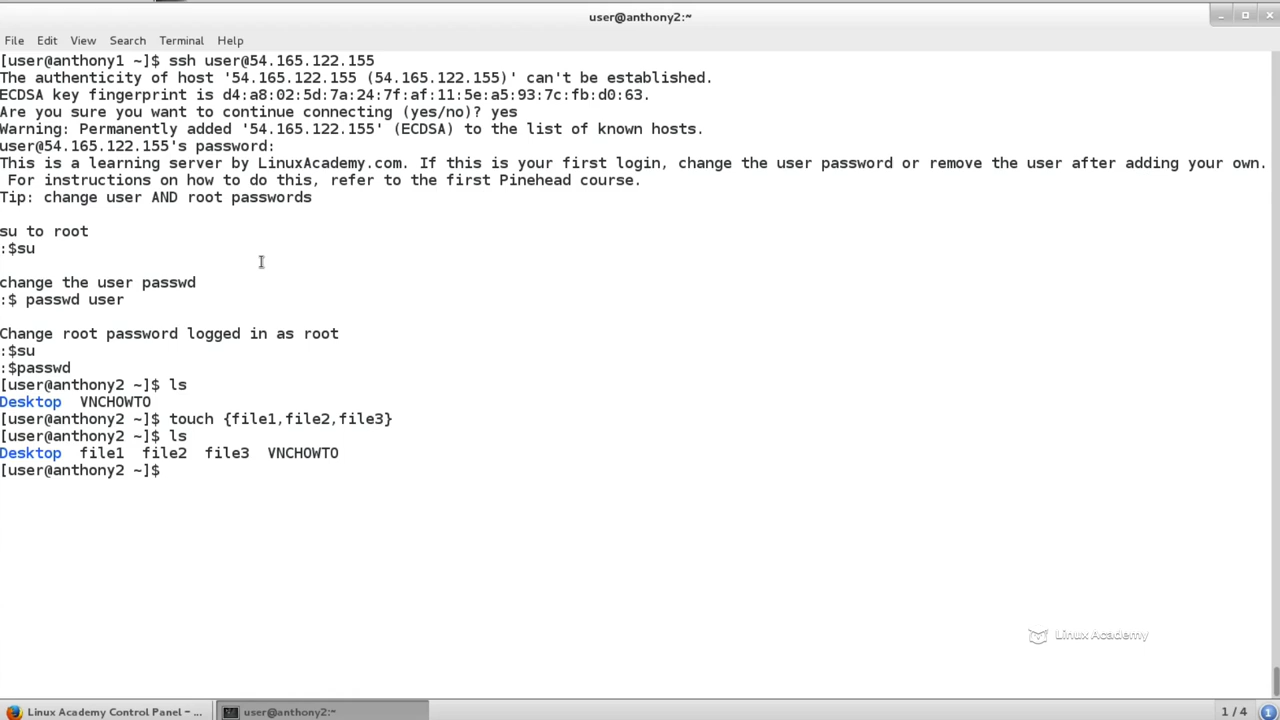 user@anthony2:~
File Edit View Search Terminal Help
[user@anthony1 ~]$ ssh user@54.165.122.155
The authenticity of host '54.165.122.155 (54.165.122.155)' can't be established.
ECDSA key fingerprint is d4:a8:02:5d:7a:24:7f:af:11:5e:a5:93:7c:fb:d0:63.
Are you sure you want to continue connecting (yes/no)? yes
Warning: Permanently added '54.165.122.155' (ECDSA) to the list of known hosts.
user@54.165.122.155's password:
This is a learning server by LinuxAcademy.com. If this is your first login, change the user password or remove the user after adding your own.
For instructions on how to do this, refer to the first Pinehead course.
Tip: change user AND root passwords
su to root
:$su
change the user passwd
:$ passwd user
Change root password logged in as root
:$su
:$passwd
[user@anthony2 ~]$ ls
Desktop VNCHOWTO
[user@anthony2 ~]$ touch {file1,file2,file3}
[user@anthony2 ~]$ ls
Desktop file1 file2 file3 VNCHOWTO
[user@anthony2 ~]$
Linux Academy
Linux Academy Control Panel – ... user@anthony2:~ 1 / 4 1